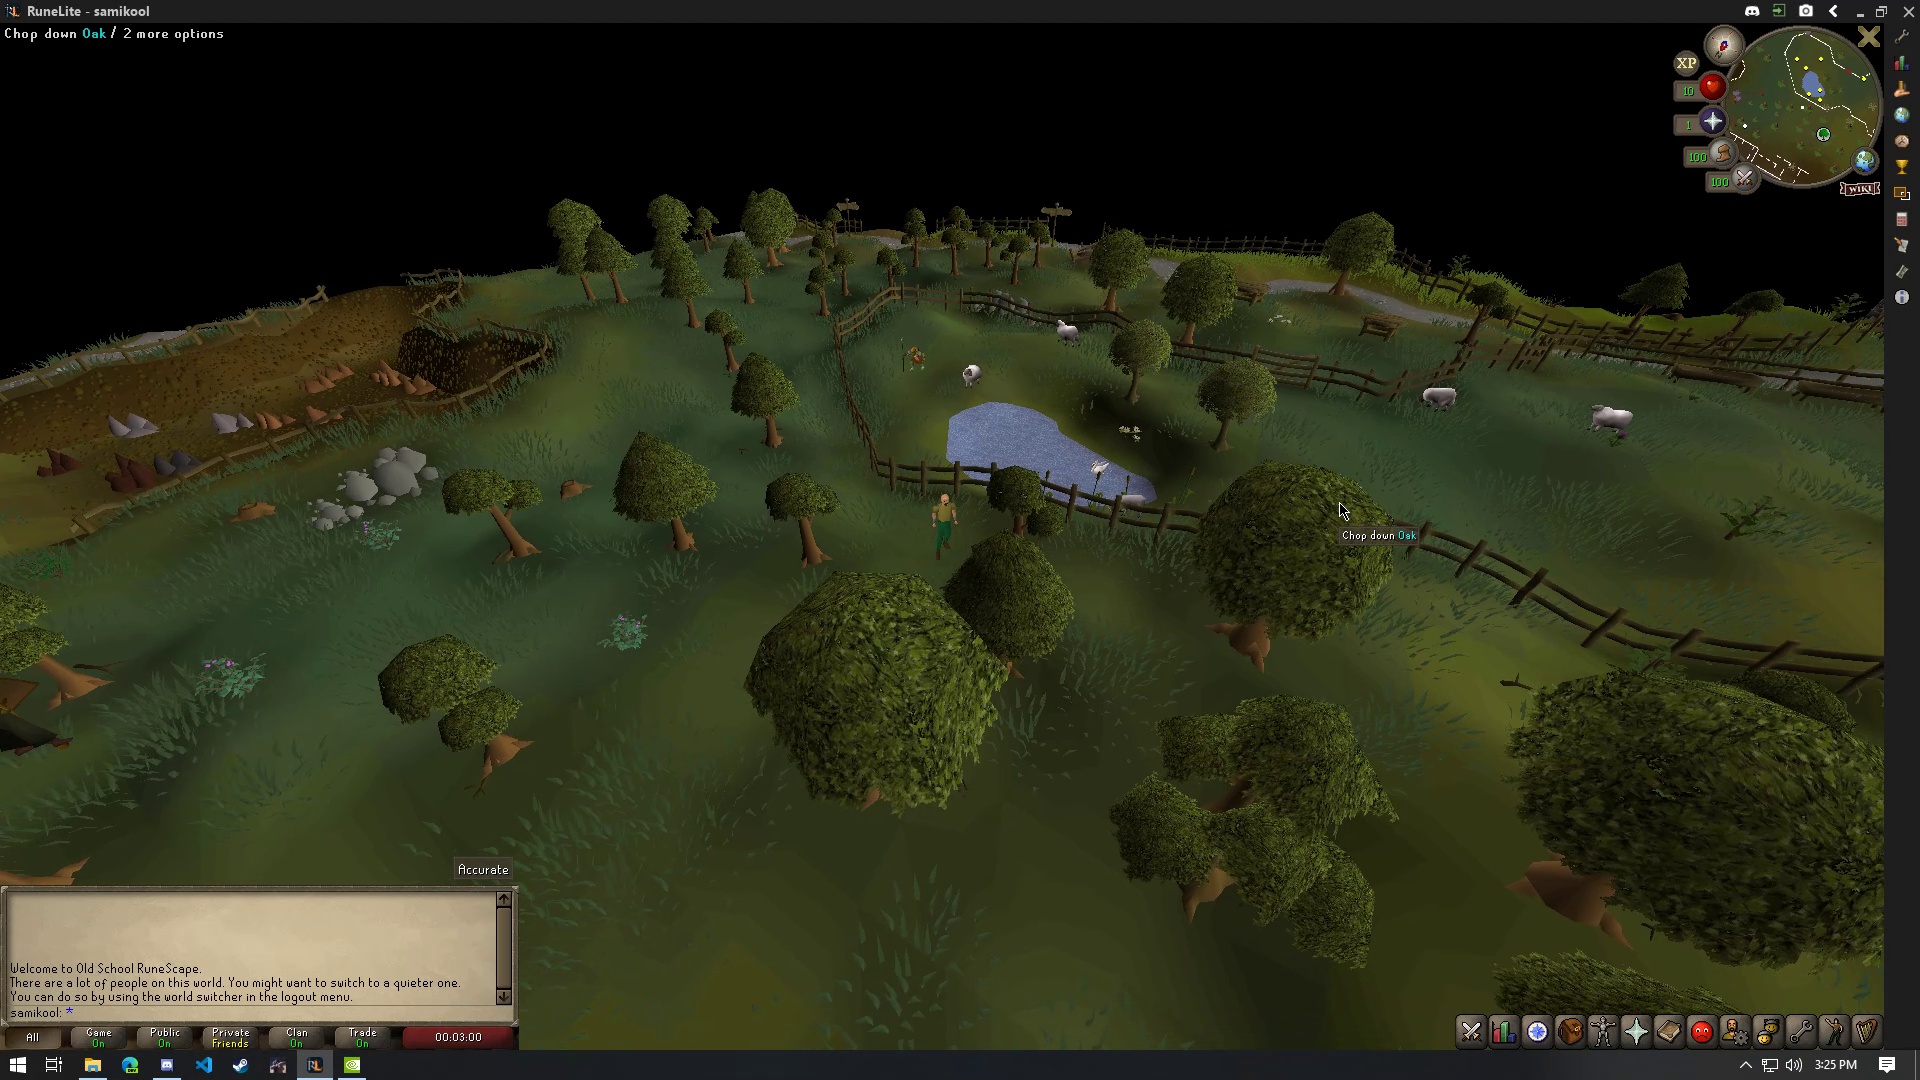 RuneLite - samikool
Chop down Oak / 2 more options
XP
10
1
100
100
WIKI
Chop down Oak
Accurate
Welcome to Old School RuneScape.
There are a lot of people on this world. You might want to switch to a quieter one.
You can do so by using the world switcher in the logout menu.
samikool: *
All
Game
On
Public
On
Private
Friends
Clan
On
Trade
On
00:03:00
3:25 PM